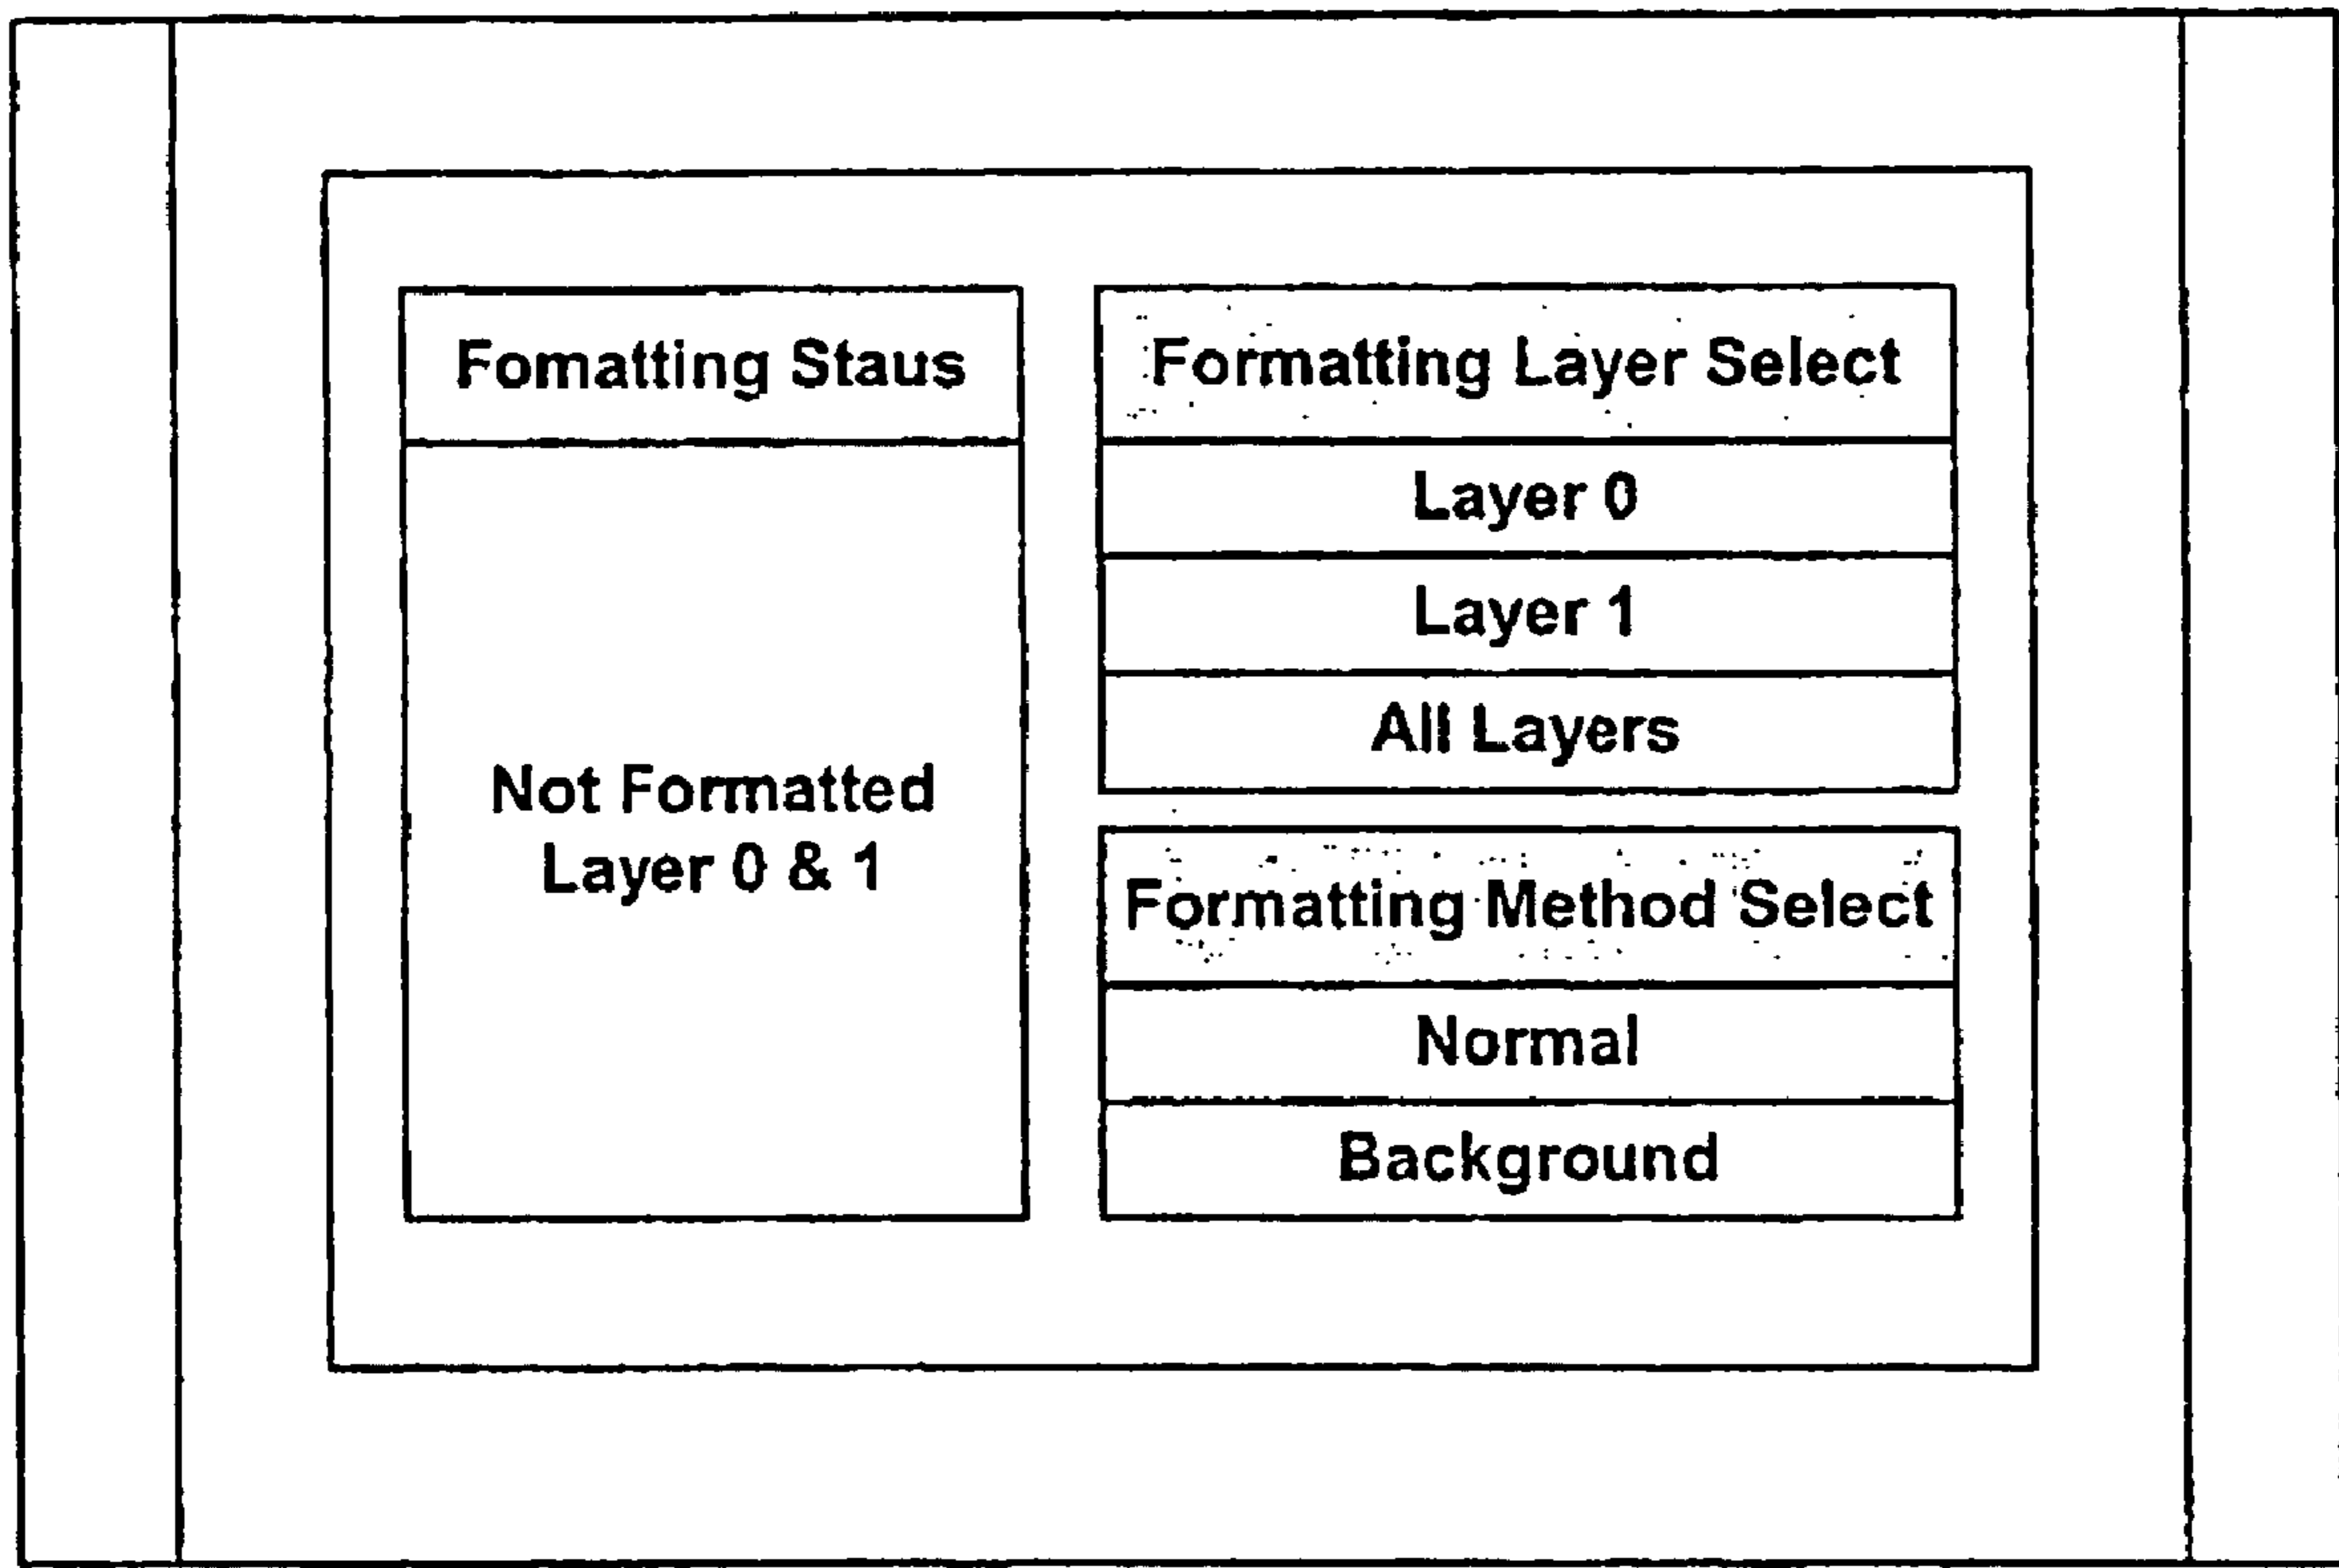 Fomatting Staus
Not Formatted
Layer 0 & 1
Formatting Layer Select
Layer 0
Layer 1
All Layers
Formatting Method Select
Normal
Background